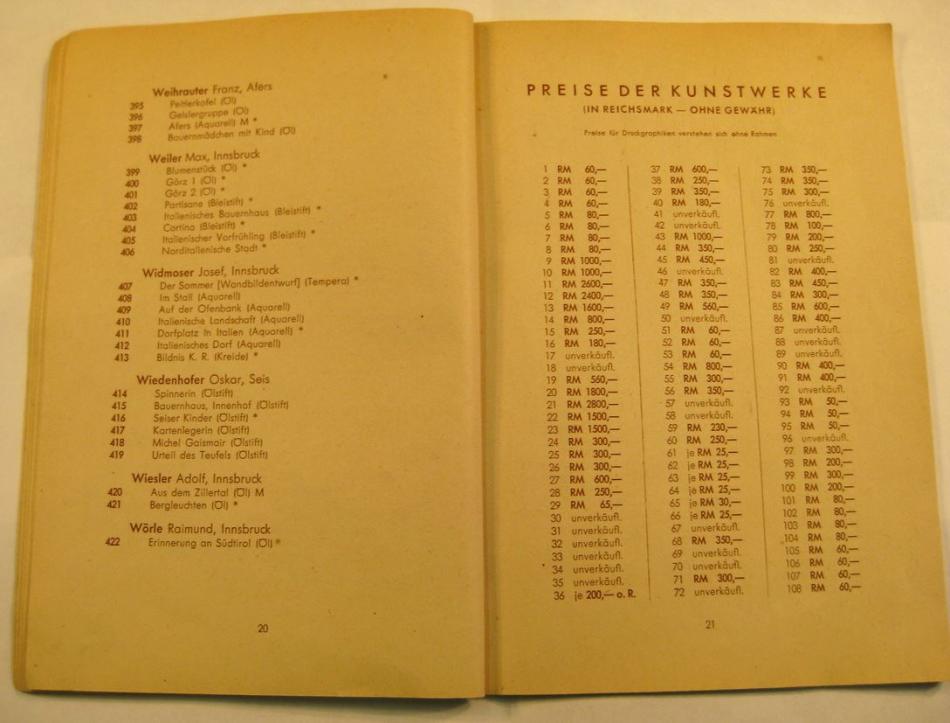 Weihrauter Franz, Afers
395 Peitlerkofel (Öl)
396 Geislergruppe (Öl)
397 Afers (Aquarell) M *
398 Bauernmädchen mit Kind (Öl)
Weiler Max, Innsbruck
399 Blumenstück (Öl) *
400 Görz 1 (Öl) *
401 Görz 2 (Öl) *
402 Partisane (Bleistift) *
403 Italienisches Bauernhaus (Bleistift) *
404 Cortina (Bleistift) *
405 Italienischer Vorfrühling (Bleistift) *
406 Norditalienische Stadt *
Widmoser Josef, Innsbruck
407 Der Sommer [Wandbildentwurf] (Tempera) *
408 Im Stall (Aquarell)
409 Auf der Ofenbank (Aquarell)
410 Italienische Landschaft (Aquarell)
411 Dorfplatz in Italien (Aquarell) *
412 Italienisches Dorf (Aquarell)
413 Bildnis K. R. (Kreide) *
Wiedenhofer Oskar, Seis
414 Spinnerin (Ölstift)
415 Bauernhaus, Innenhof (Ölstift)
416 Seiser Kinder (Ölstift) *
417 Kartenlegerin (Ölstift)
418 Michel Gaismair (Ölstift)
419 Urteil des Teufels (Ölstift)
Wiesler Adolf, Innsbruck
420 Aus dem Zillertal (Öl) M
421 Bergleuchten (Öl) *
Wörle Raimund, Innsbruck
422 Erinnerung an Südtirol (Öl) *
20
PREISE DER KUNSTWERKE
(IN REICHSMARK — OHNE GEWÄHR)
Preise für Druckgraphiken verstehen sich ohne Rahmen
1 RM 60,—
2 RM 60,—
3 RM 60,—
4 RM 60,—
5 RM 80,—
6 RM 80,—
7 RM 80,—
8 RM 80,—
9 RM 1000,—
10 RM 1000,—
11 RM 2600,—
12 RM 2400,—
13 RM 1600,—
14 RM 800,—
15 RM 250,—
16 RM 180,—
17 unverkäufl.
18 unverkäufl.
19 RM 560,—
20 RM 1800,—
21 RM 2800,—
22 RM 1500,—
23 RM 1500,—
24 RM 300,—
25 RM 300,—
26 RM 300,—
27 RM 600,—
28 RM 250,—
29 RM 65,—
30 unverkäufl.
31 unverkäufl.
32 unverkäufl.
33 unverkäufl.
34 unverkäufl.
35 unverkäufl.
36 je 200,— o. R.
37 RM 600,—
38 RM 250,—
39 RM 350,—
40 RM 180,—
41 unverkäufl.
42 unverkäufl.
43 RM 1000,—
44 RM 350,—
45 RM 450,—
46 unverkäufl.
47 RM 350,—
48 RM 350,—
49 RM 560,—
50 unverkäufl.
51 RM 60,—
52 RM 60,—
53 RM 60,—
54 RM 800,—
55 RM 300,—
56 RM 350,—
57 unverkäufl.
58 unverkäufl.
59 RM 230,—
60 RM 250,—
61 je RM 25,—
62 je RM 25,—
63 je RM 25,—
64 je RM 25,—
65 je RM 30,—
66 je RM 25,—
67 unverkäufl.
68 RM 350,—
69 unverkäufl.
70 unverkäufl.
71 RM 300,—
72 unverkäufl.
73 RM 350,—
74 RM 350,—
75 RM 300,—
76 unverkäufl.
77 RM 800,—
78 RM 100,—
79 RM 200,—
80 RM 250,—
81 unverkäufl.
82 RM 400,—
83 RM 450,—
84 RM 300,—
85 RM 600,—
86 RM 400,—
87 unverkäufl.
88 unverkäufl.
89 unverkäufl.
90 RM 400,—
91 RM 400,—
92 unverkäufl.
93 RM 50,—
94 RM 50,—
95 RM 50,—
96 unverkäufl.
97 RM 300,—
98 RM 200,—
99 RM 300,—
100 RM 200,—
101 RM 80,—
102 RM 80,—
103 RM 80,—
104 RM 80,—
105 RM 60,—
106 RM 60,—
107 RM 60,—
108 RM 60,—
21